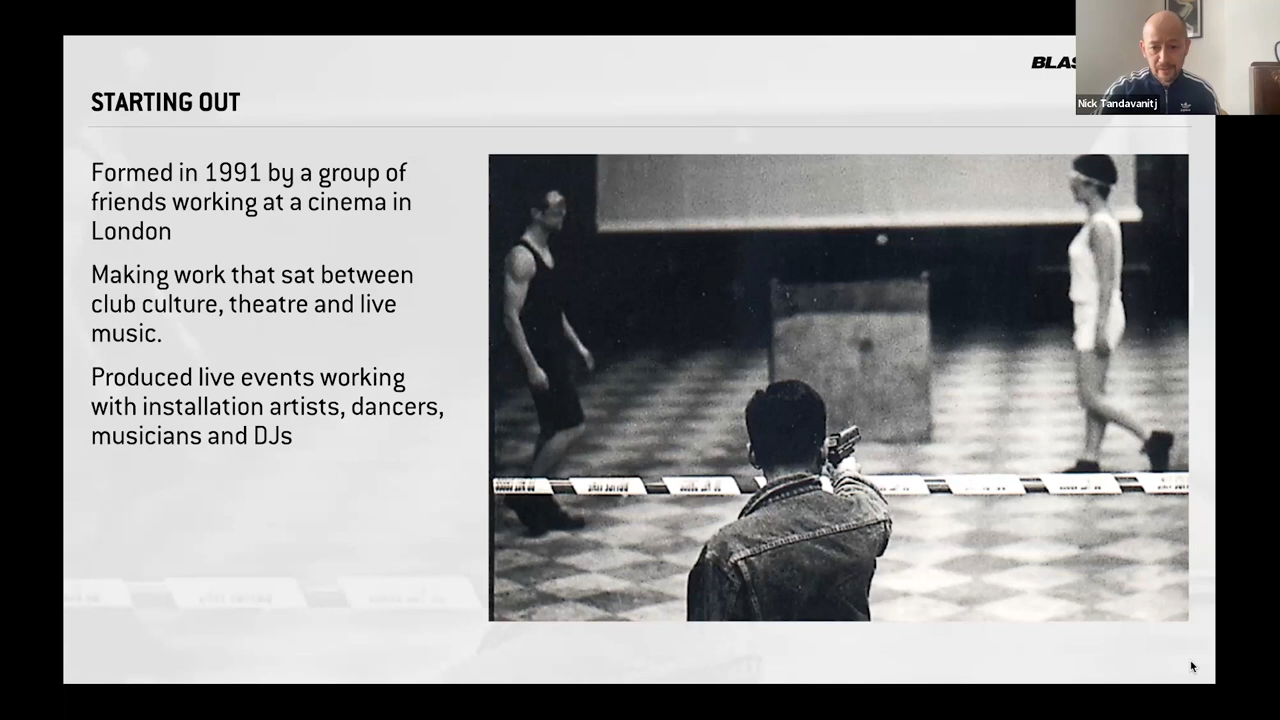 BLAS
STARTING OUT
Nick Tandavanitj
Formed in 1991 by a group of
friends working at a cinema in
London
Making work that sat between
club culture, theatre and live
music.
Produced live events working
with installation artists, dancers,
musicians and DJs